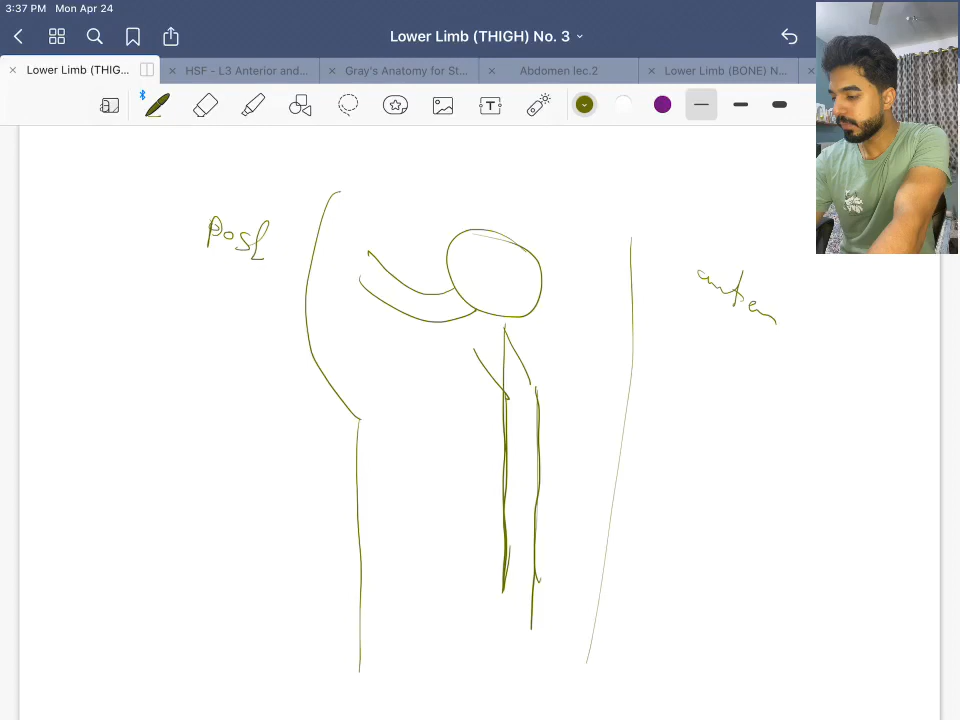 3:37 PM Mon Apr 24
Lower Limb (THIGH) No. 3
Lower Limb (THIG...
HSF - L3 Anterior and...
Gray's Anatomy for St...
Abdomen lec.2
Lower Limb (BONE) N...
T
Post